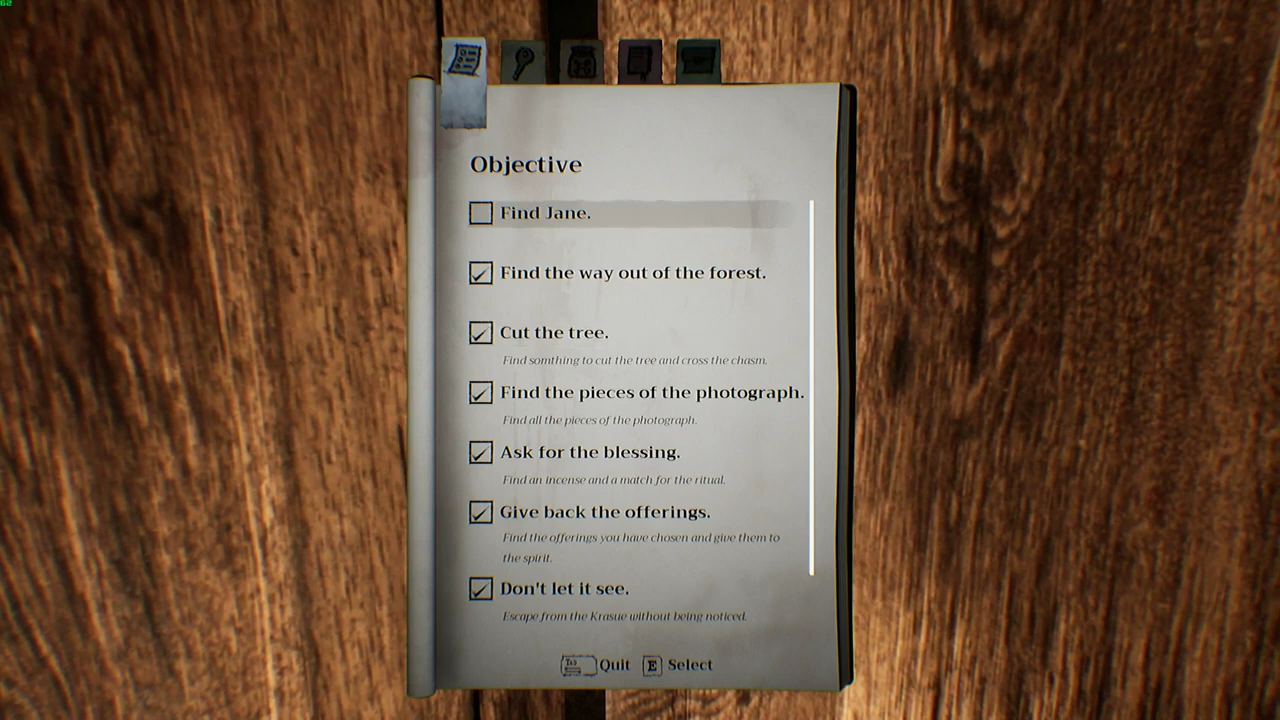 62
Objective
Find Jane.
Find the way out of the forest.
Cut the tree.
Find somthing to cut the tree and cross the chasm.
Find the pieces of the photograph.
Find all the pieces of the photograph.
Ask for the blessing.
Find an incense and a match for the ritual.
Give back the offerings.
Find the offerings you have chosen and give them to
the spirit.
Don't let it see.
Escape from the Krasue without being noticed.
Tab Quit E Select